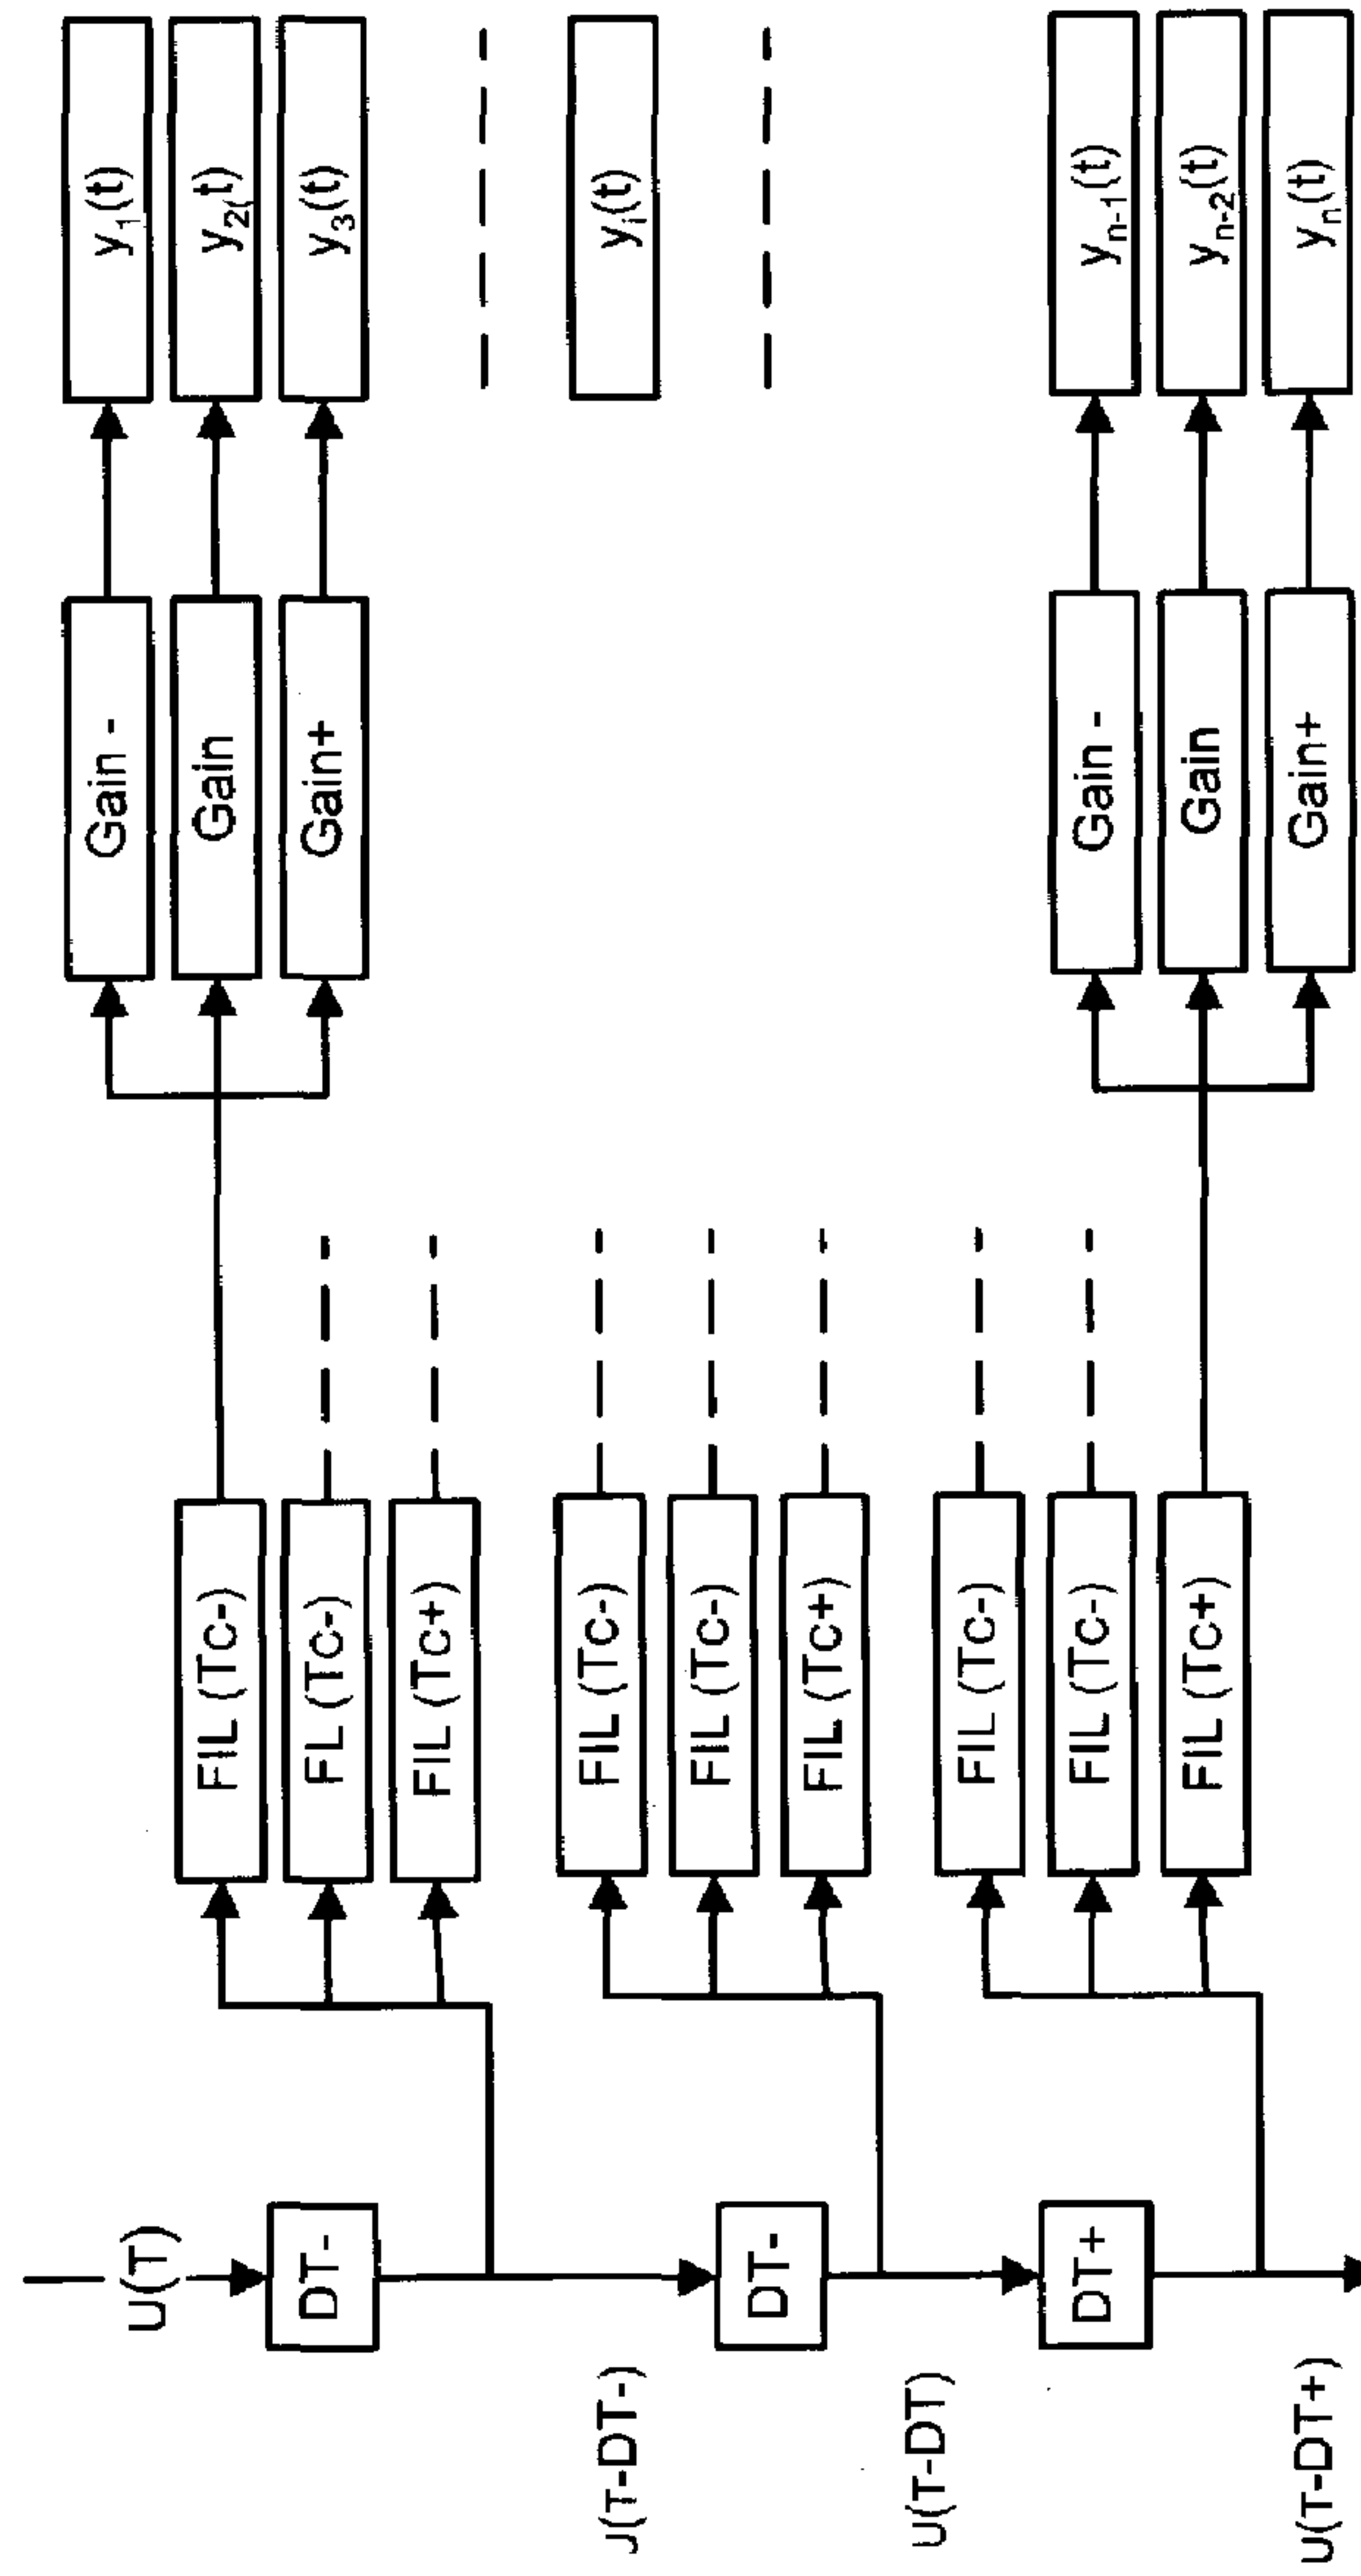 U(T)
DT-
J(T-DT-)
DT-
U(T-DT)
DT+
U(T-DT+)
FIL (TC-)
FL (TC-)
FIL (TC+)
FIL (TC-)
FIL (TC-)
FIL (TC+)
FIL (TC-)
FIL (TC-)
FIL (TC+)
Gain -
Gain
Gain+
Gain -
Gain
Gain+
y1(t)
y2(t)
y3(t)
yi(t)
yn-1(t)
yn-2(t)
yn(t)